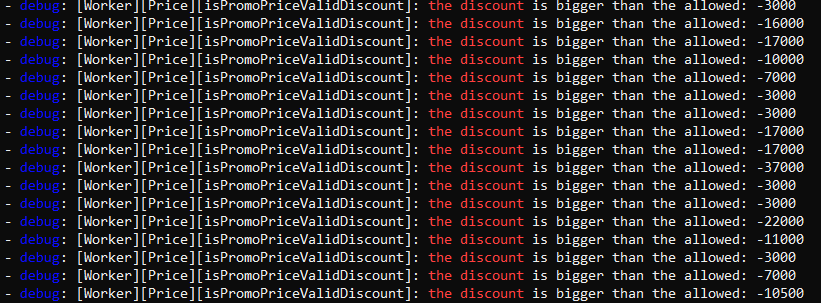 - debug: [Worker][Price][isPromoPriceValidDiscount]: the discount is bigger than the allowed: -3000
- debug: [Worker][Price][isPromoPriceValidDiscount]: the discount is bigger than the allowed: -16000
- debug: [Worker][Price][isPromoPriceValidDiscount]: the discount is bigger than the allowed: -17000
- debug: [Worker][Price][isPromoPriceValidDiscount]: the discount is bigger than the allowed: -10000
- debug: [Worker][Price][isPromoPriceValidDiscount]: the discount is bigger than the allowed: -7000
- debug: [Worker][Price][isPromoPriceValidDiscount]: the discount is bigger than the allowed: -3000
- debug: [Worker][Price][isPromoPriceValidDiscount]: the discount is bigger than the allowed: -3000
- debug: [Worker][Price][isPromoPriceValidDiscount]: the discount is bigger than the allowed: -17000
- debug: [Worker][Price][isPromoPriceValidDiscount]: the discount is bigger than the allowed: -17000
- debug: [Worker][Price][isPromoPriceValidDiscount]: the discount is bigger than the allowed: -37000
- debug: [Worker][Price][isPromoPriceValidDiscount]: the discount is bigger than the allowed: -3000
- debug: [Worker][Price][isPromoPriceValidDiscount]: the discount is bigger than the allowed: -3000
- debug: [Worker][Price][isPromoPriceValidDiscount]: the discount is bigger than the allowed: -22000
- debug: [Worker][Price][isPromoPriceValidDiscount]: the discount is bigger than the allowed: -11000
- debug: [Worker][Price][isPromoPriceValidDiscount]: the discount is bigger than the allowed: -3000
- debug: [Worker][Price][isPromoPriceValidDiscount]: the discount is bigger than the allowed: -7000
- debug: [Worker][Price][isPromoPriceValidDiscount]: the discount is bigger than the allowed: -10500